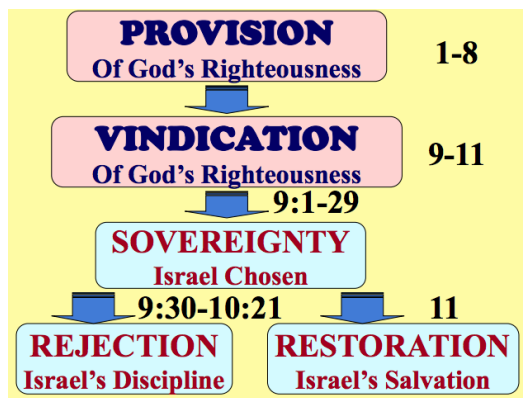 PROVISION
Of God's Righteousness
1-8
VINDICATION
Of God's Righteousness
9-11
9:1-29
SOVEREIGNTY
Israel Chosen
9:30-10:21
11
REJECTION
Israel's Discipline
RESTORATION
Israel's Salvation